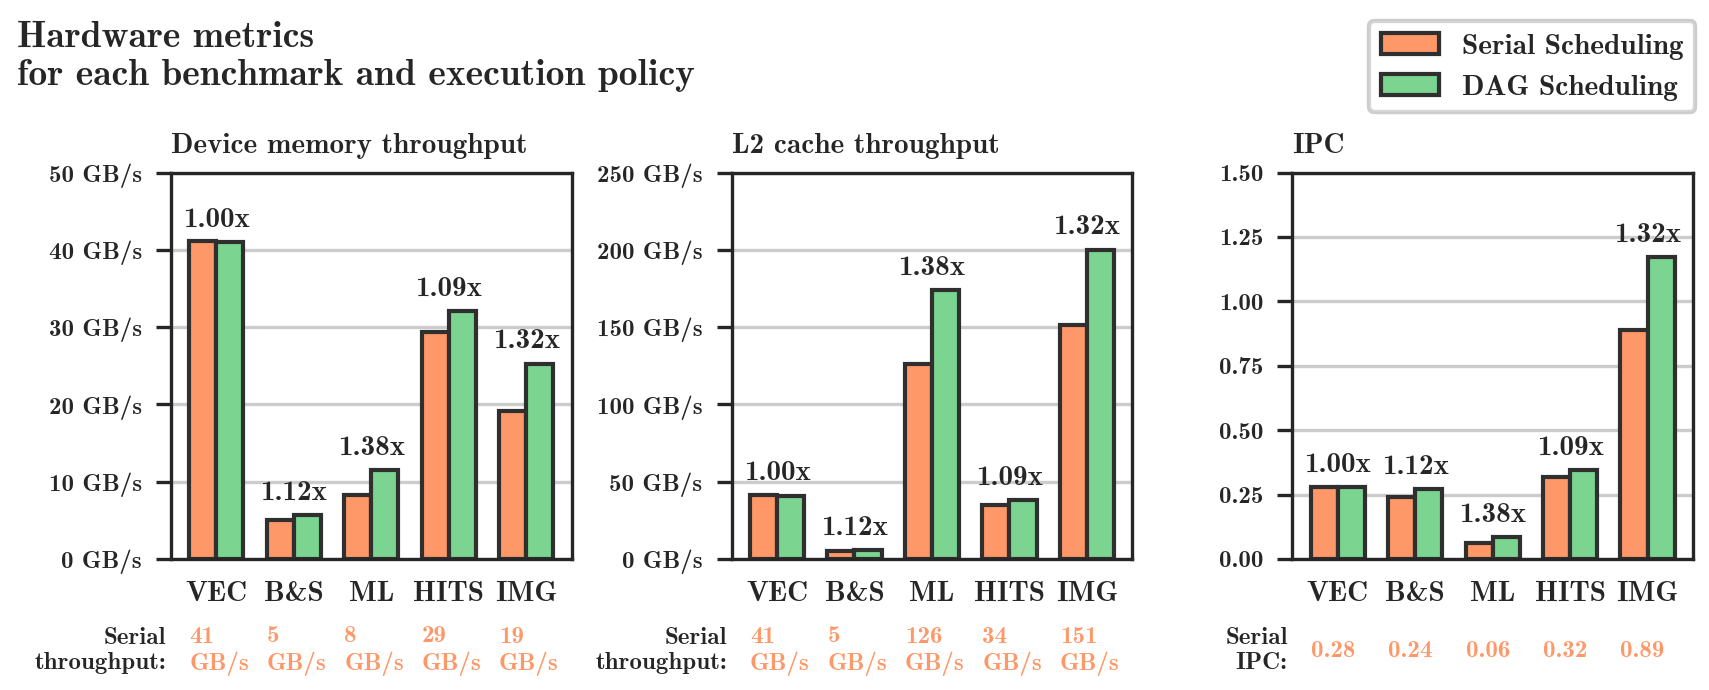 Hardware metrics
for each benchmark and execution policy
Serial Scheduling
DAG Scheduling
Device memory throughput
50 GB/s
40 GB/s
30 GB/s
20 GB/s
10 GB/s
0 GB/s
1.00x
1.12x
1.38x
1.09x
1.32x
VEC B&S ML HITS IMG
Serial throughput:
41 GB/s
5 GB/s
8 GB/s
29 GB/s
19 GB/s
L2 cache throughput
250 GB/s
200 GB/s
150 GB/s
100 GB/s
50 GB/s
0 GB/s
1.00x
1.12x
1.38x
1.09x
1.32x
VEC B&S ML HITS IMG
Serial throughput:
41 GB/s
5 GB/s
126 GB/s
34 GB/s
151 GB/s
IPC
1.50
1.25
1.00
0.75
0.50
0.25
0.00
1.00x
1.12x
1.38x
1.09x
1.32x
VEC B&S ML HITS IMG
Serial IPC:
0.28 0.24 0.06 0.32 0.89